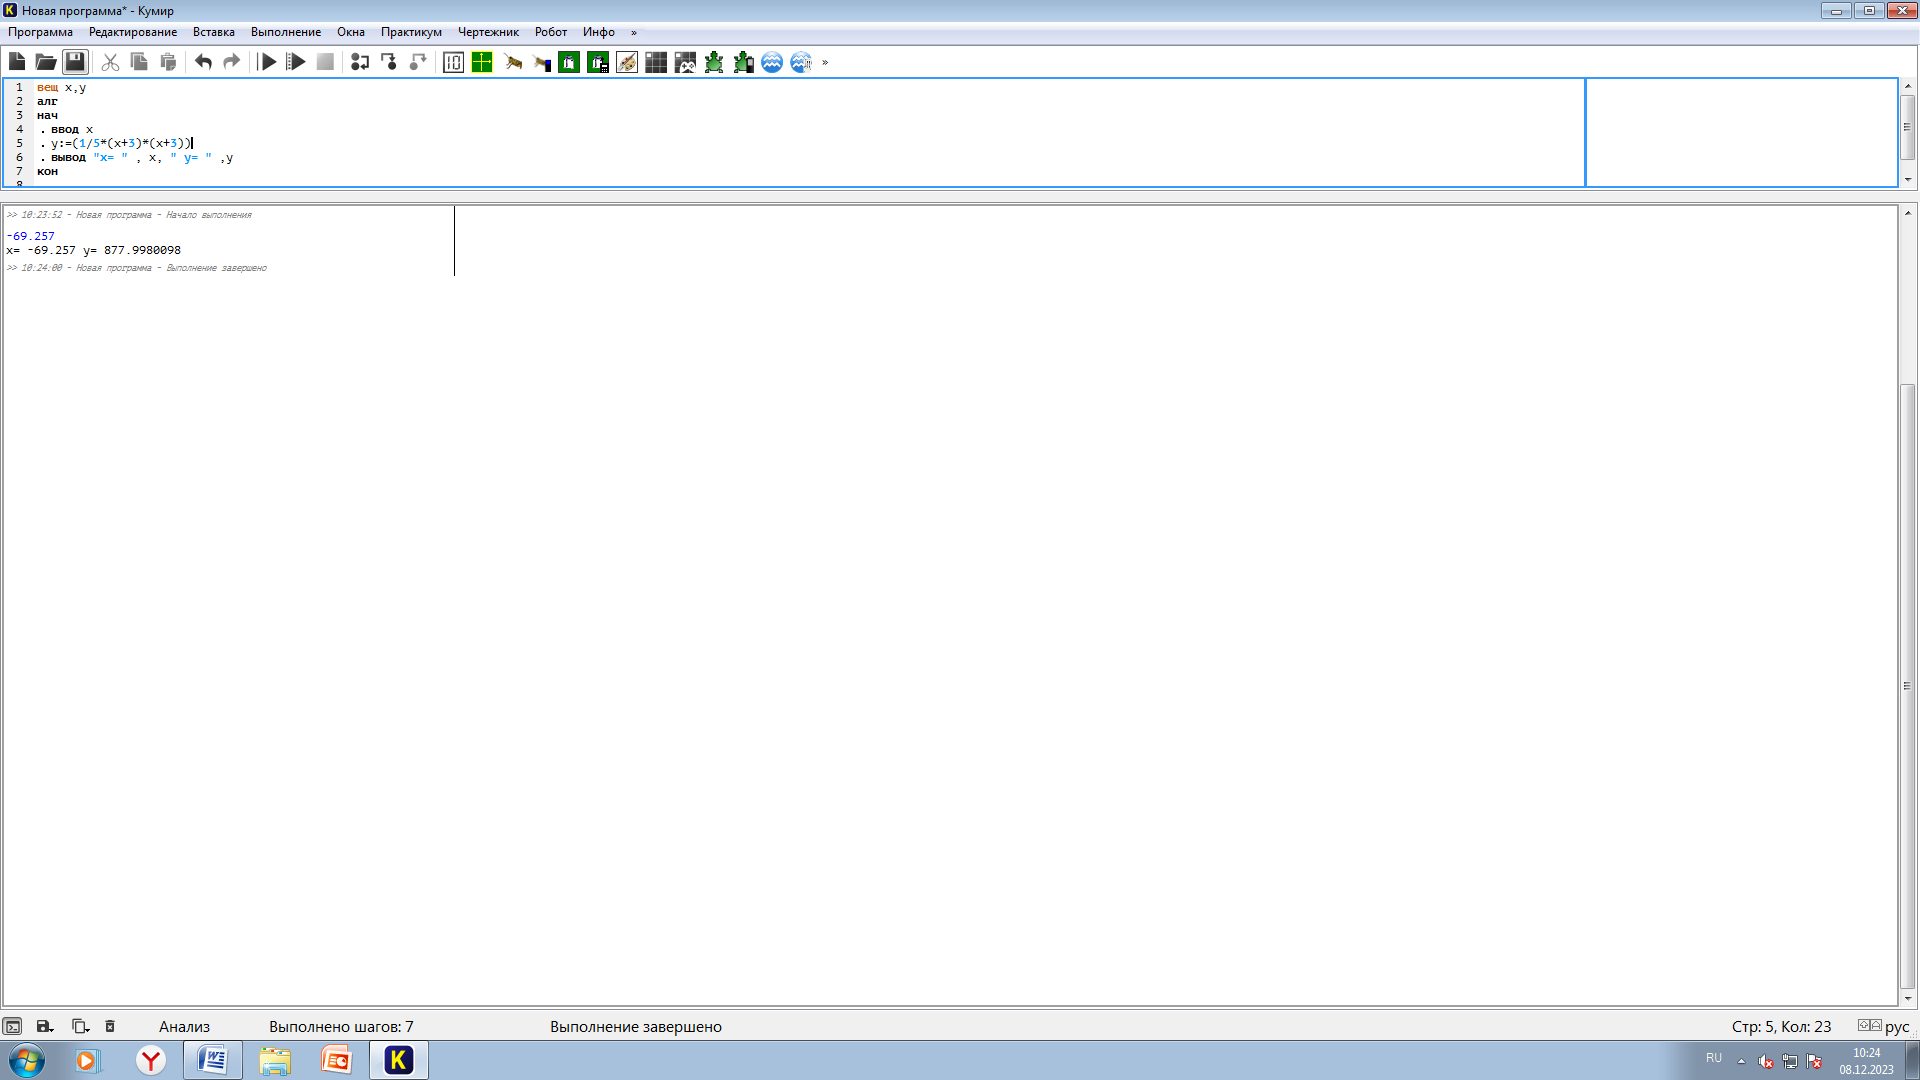 Новая программа* - Кумир
Программа Редактирование Вставка Выполнение Окна Практикум Чертежник Робот Инфо »
1 вещ x,y
2 алг
3 нач
4 . ввод x
5 . y:=(1/5*(x+3)*(x+3))
6 . вывод "x= " , x, " y= " ,y
7 кон
8
>> 10:23:52 - Новая программа - Начало выполнения
-69.257
x= -69.257 y= 877.9980098
>> 10:24:00 - Новая программа - Выполнение завершено
Анализ Выполнено шагов: 7 Выполнение завершено Стр: 5, Кол: 23 рус
RU 10:24
08.12.2023